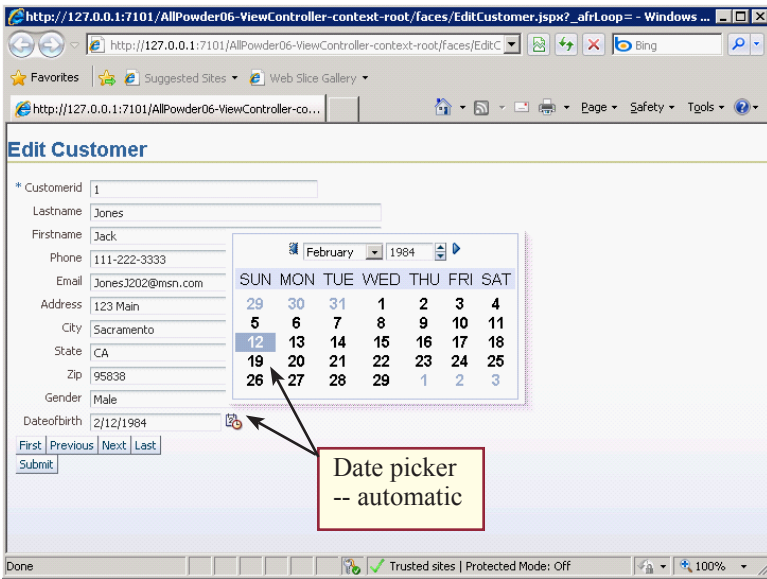 http://127.0.0.1:7101/AllPowder06-ViewController-context-root/faces/EditCustomer.jspx?_afrLoop= - Windows ...
http://127.0.0.1:7101/AllPowder06-ViewController-context-root/faces/EditC
Bing
Favorites
Suggested Sites
Web Slice Gallery
http://127.0.0.1:7101/AllPowder06-ViewController-co...
Page
Safety
Tools
Edit Customer
* Customerid 1
Lastname Jones
Firstname Jack
Phone 111-222-3333
Email JonesJ202@msn.com
Address 123 Main
City Sacramento
State CA
Zip 95838
Gender Male
Dateofbirth 2/12/1984
February 1984
SUN MON TUE WED THU FRI SAT
29 30 31 1 2 3 4
5 6 7 8 9 10 11
12 13 14 15 16 17 18
19 20 21 22 23 24 25
26 27 28 29 1 2 3
First Previous Next Last
Submit
Date picker
-- automatic
Done
Trusted sites | Protected Mode: Off
100%